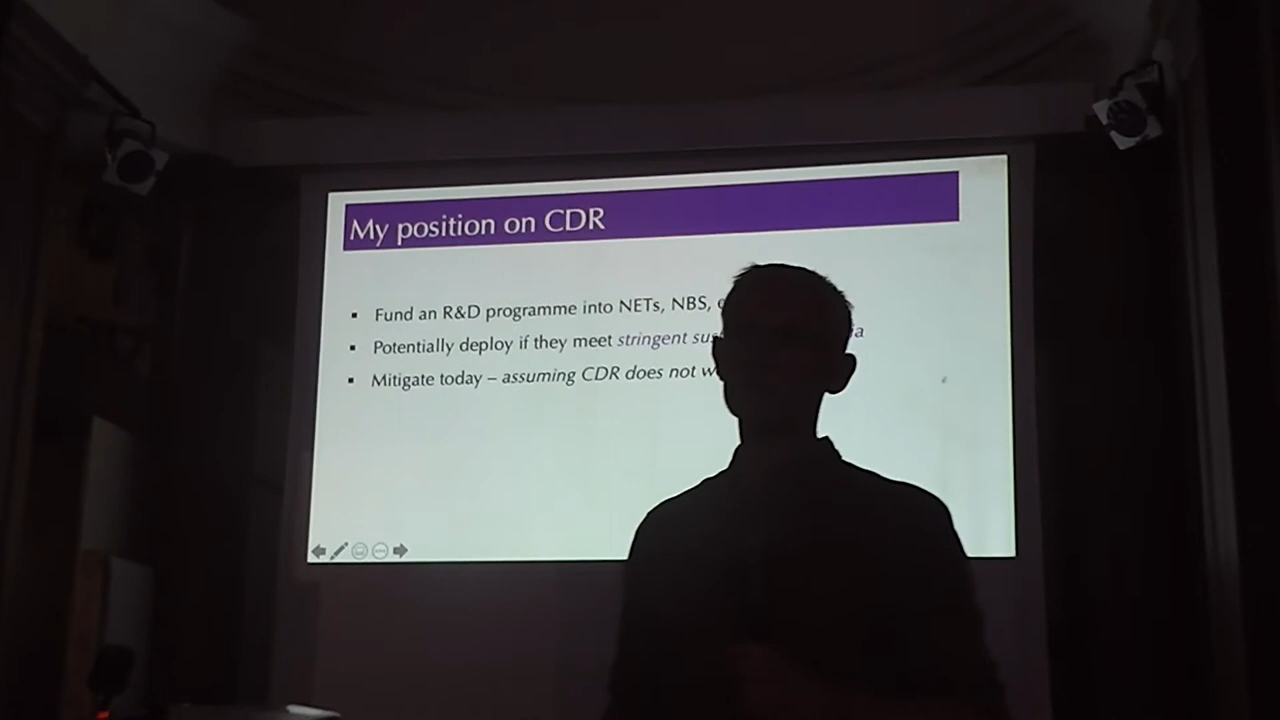 My position on CDR
Fund an R&D programme into NETs, NBS,
Potentially deploy if they meet stringent
Mitigate today – assuming CDR does not